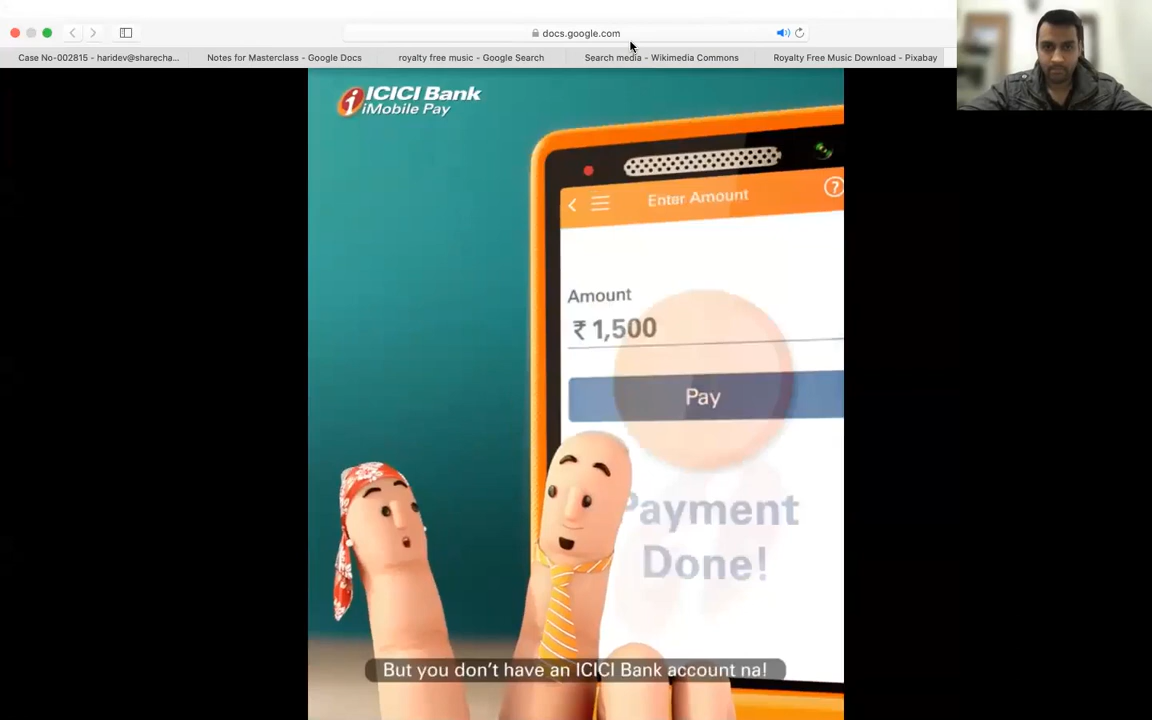 docs.google.com
Case No-002815 - haridev@sharecha...
Notes for Masterclass - Google Docs
royalty free music - Google Search
Search media - Wikimedia Commons
Royalty Free Music Download - Pixabay
i ICICI Bank
iMobile Pay
Enter Amount
?
Amount
₹ 1,500
Pay
Payment
Done!
But you don't have an ICICI Bank account na!